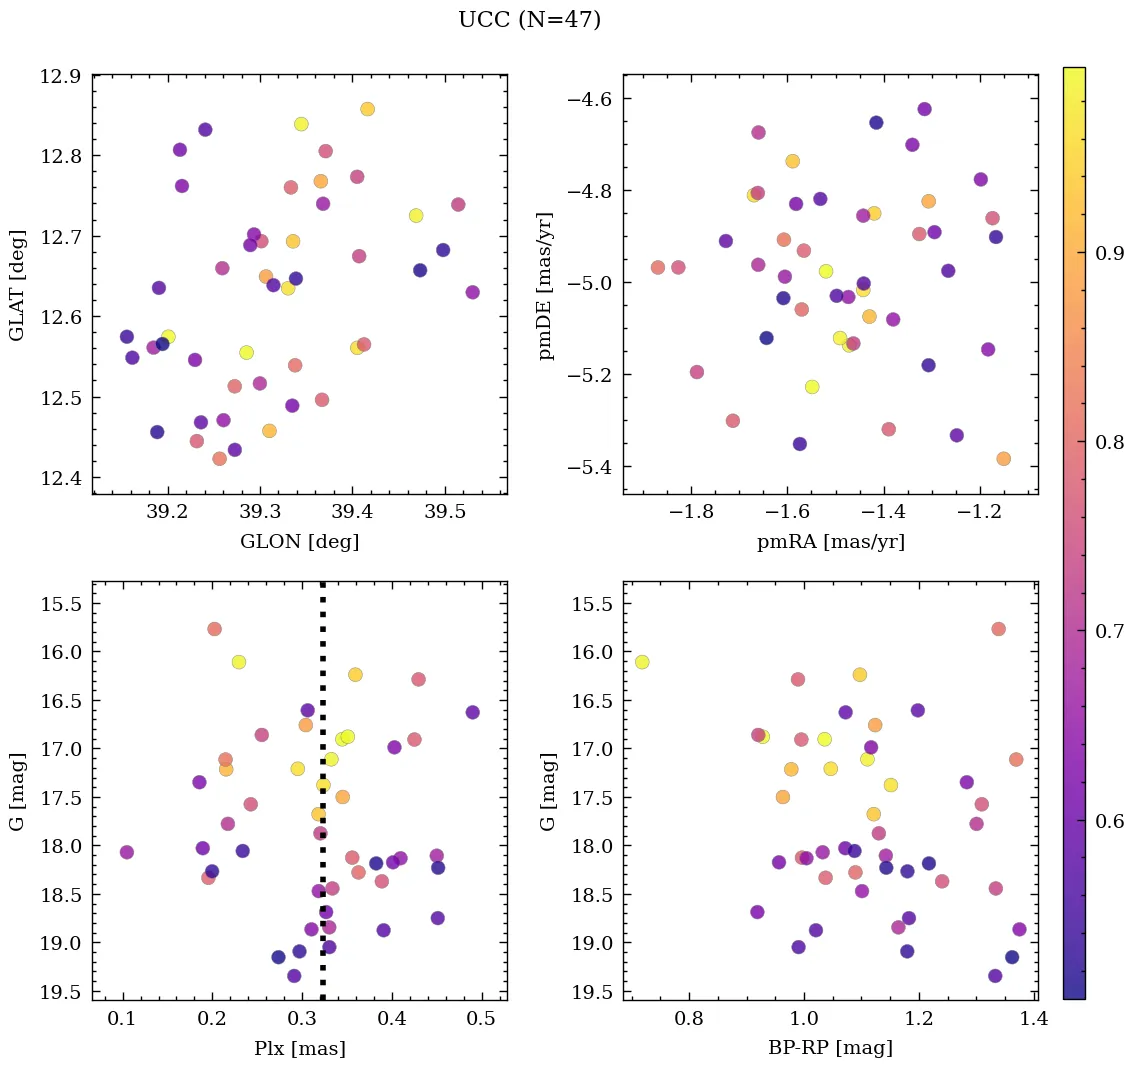 UCC (N=47)
12.9
12.8
12.7
12.6
12.5
12.4
GLAT [deg]
39.2 39.3 39.4 39.5
GLON [deg]
−4.6
−4.8
−5.0
−5.2
−5.4
pmDE [mas/yr]
−1.8 −1.6 −1.4 −1.2
pmRA [mas/yr]
15.5
16.0
16.5
17.0
17.5
18.0
18.5
19.0
19.5
G [mag]
0.1 0.2 0.3 0.4 0.5
Plx [mas]
15.5
16.0
16.5
17.0
17.5
18.0
18.5
19.0
19.5
G [mag]
0.8 1.0 1.2 1.4
BP-RP [mag]
0.9
0.8
0.7
0.6